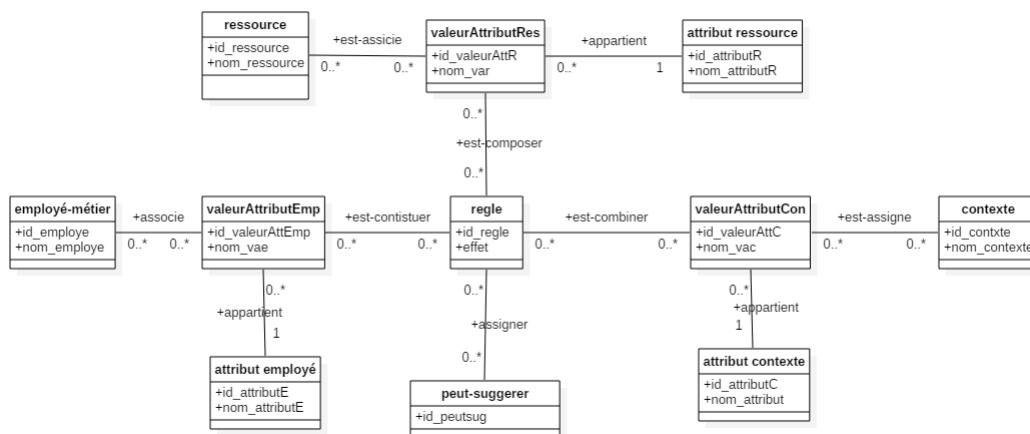 ressource
+id_ressource
+nom_ressource
+est-assicie
0..*
0..*
valeurAttributRes
+id_valeurAttR
+nom_var
+appartient
0..*
1
attribut ressource
+id_attributR
+nom_attributR
0..*
+est-composer
0..*
employé-métier
+id_employe
+nom_employe
+associe
0..*
0..*
valeurAttributEmp
+id_valeurAttEmp
+nom_vae
+est-contistuer
0..*
0..*
regle
+id_regle
+effet
+est-combiner
0..*
0..*
valeurAttributCon
+id_valeurAttC
+nom_vac
+est-assigne
0..*
0..*
contexte
+id_contxte
+nom_contexte
0..*
+appartient
1
0..*
+assigner
0..*
0..*
+appartient
1
attribut employé
+id_attributE
+nom_attributE
peut-suggerer
+id_peutsug
attribut contexte
+id_attributC
+nom_attribut